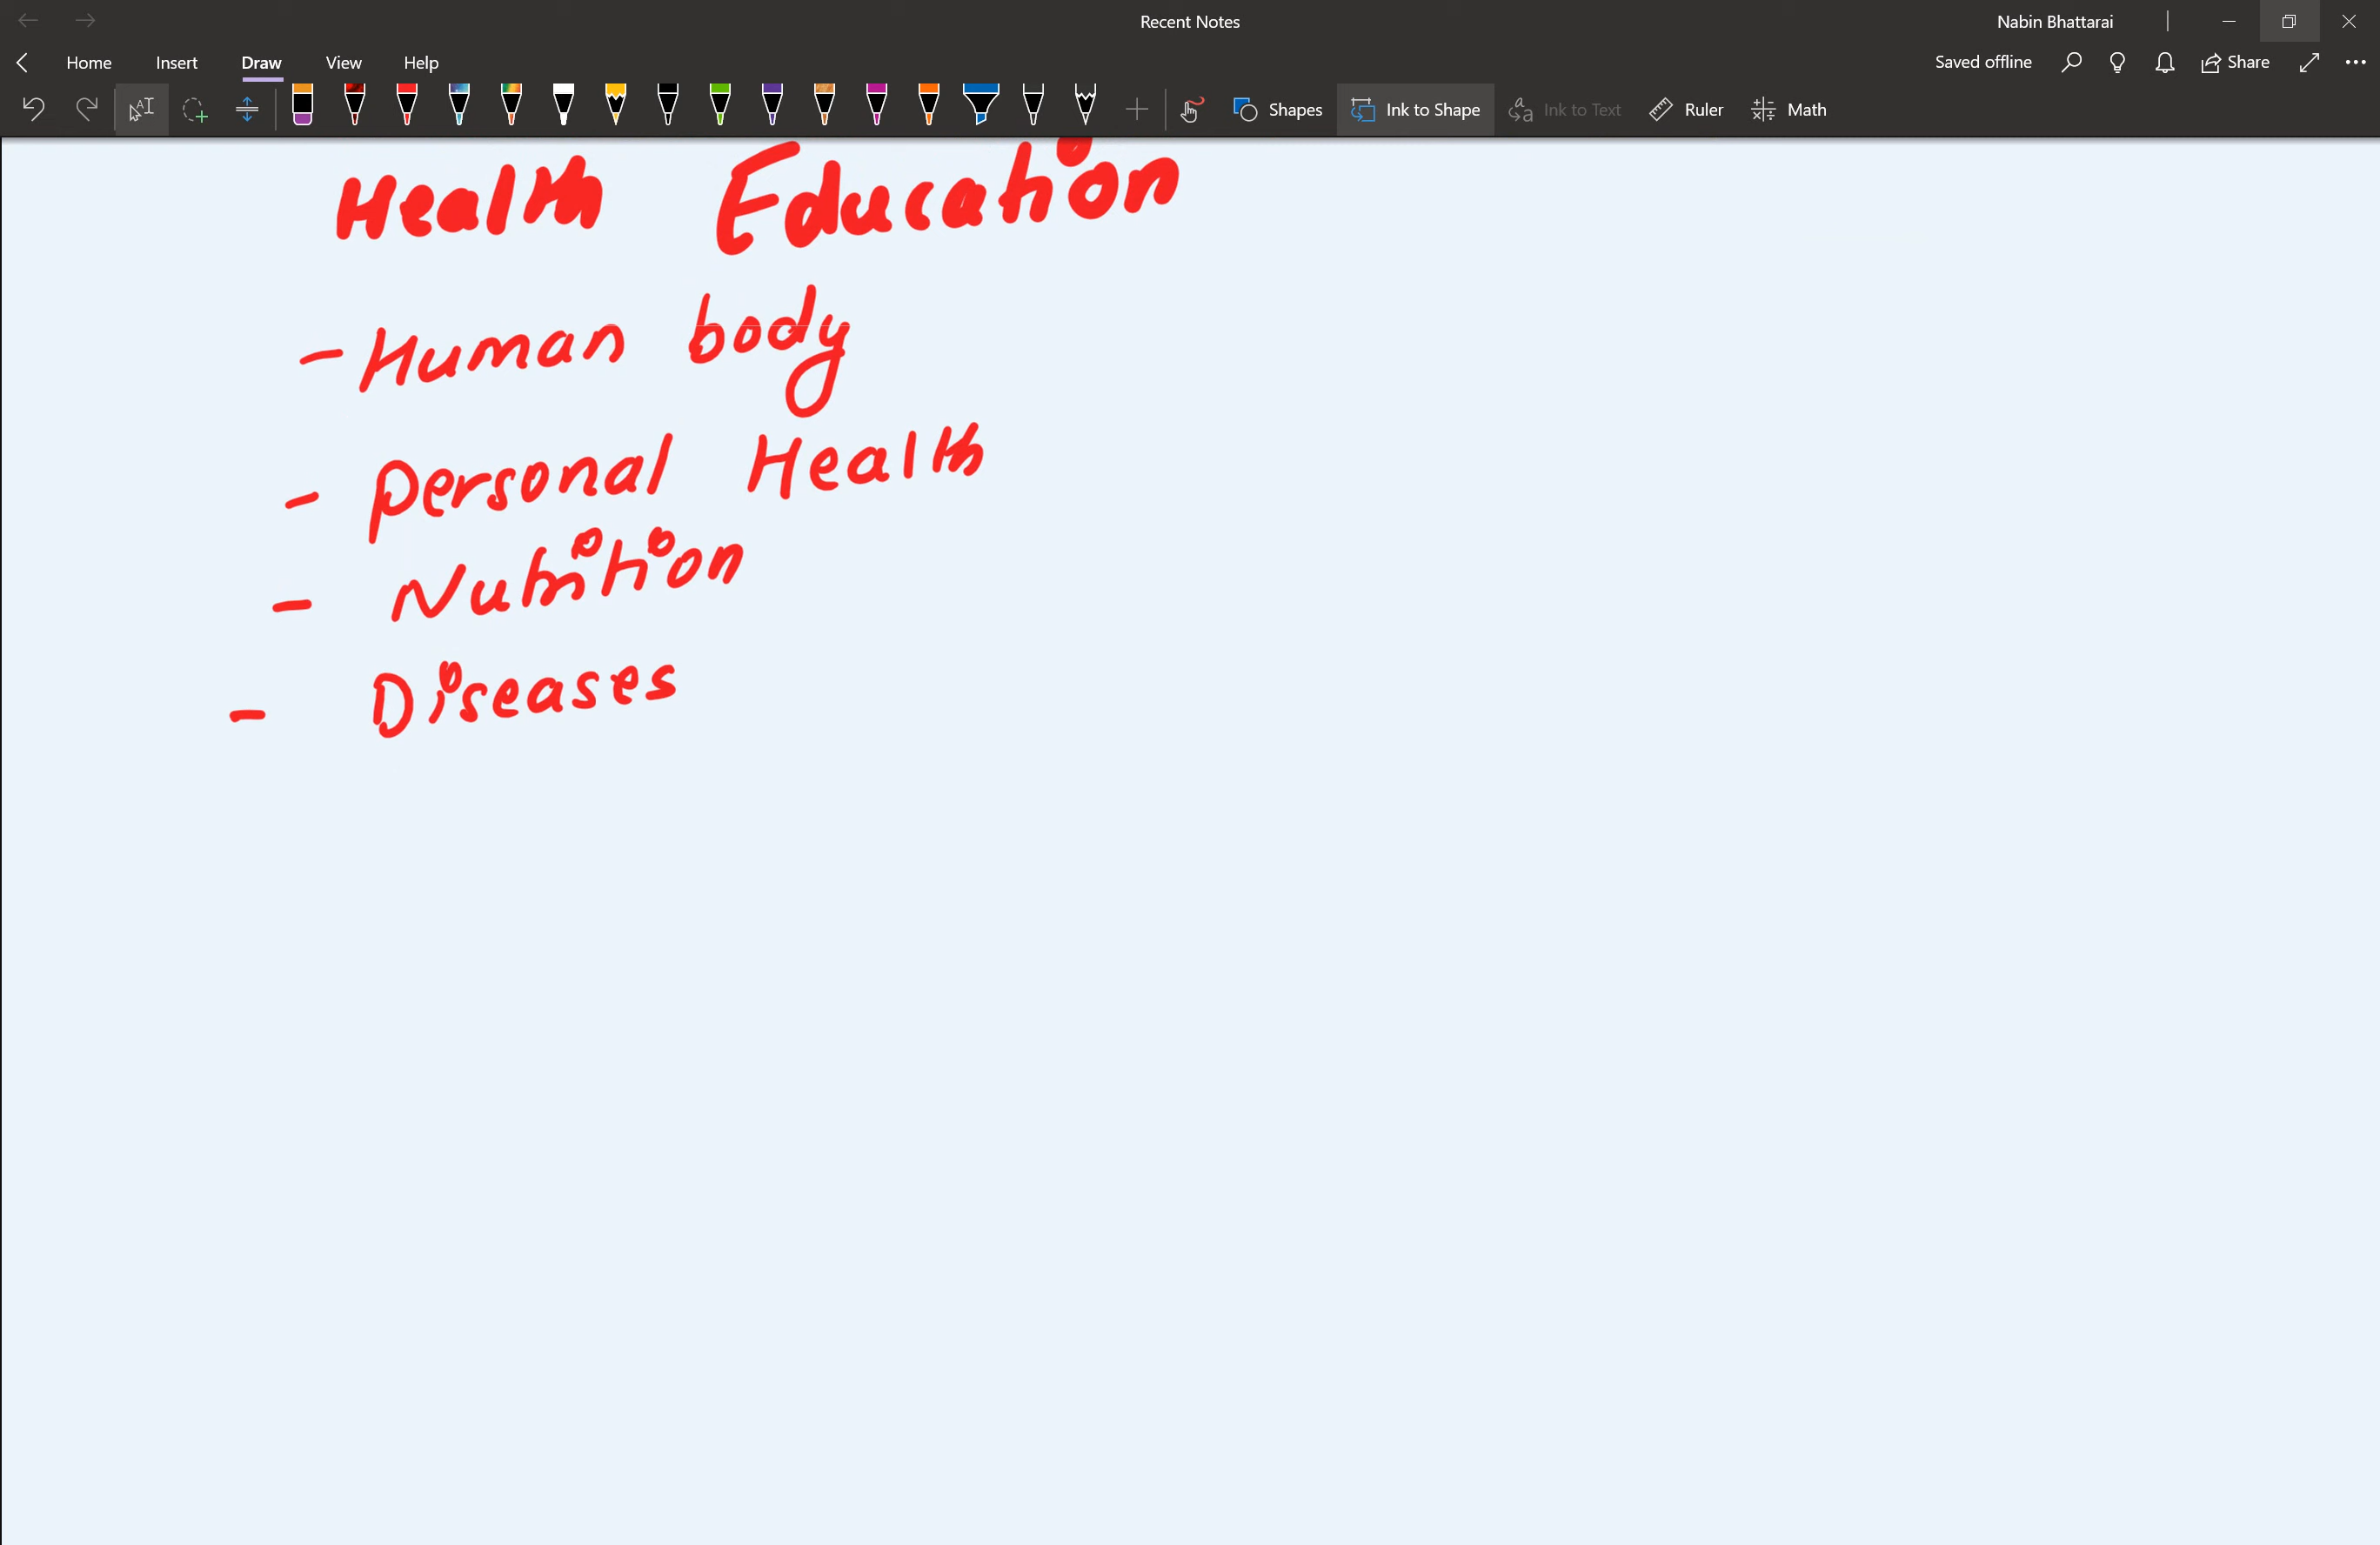 Recent Notes
Nabin Bhattarai
Home Insert Draw View Help
Saved offline
Share
Shapes
Ink to Shape
Ink to Text
Ruler
Math
Health Education
- Human body
- Personal Health
- Nutrition
- Diseases